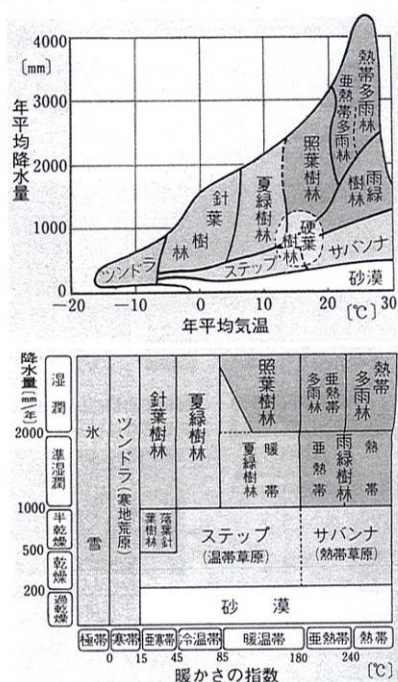 4000
〔mm〕
3000
2000
1000
0
年平均降水量
ツンドラ
針葉樹林
夏緑樹林
照葉樹林
硬葉樹林
亜熱帯多雨林
熱帯多雨林
雨緑樹林
ステップ
サバンナ
砂漠
−20 −10 0 10 20 〔℃〕 30
年平均気温
降水量〔mm/年〕
湿潤
2000
準湿潤
1000
半乾燥
500
乾燥
200
過乾燥
氷雪
ツンドラ(寒地荒原)
針葉樹林
落葉針葉樹林
夏緑樹林
照葉樹林
暖帯夏緑樹林
亜熱帯多雨林
熱帯多雨林
亜熱帯
雨緑樹林
熱帯
ステップ
(温帯草原)
サバンナ
(熱帯草原)
砂漠
極帯 寒帯 亜寒帯 冷温帯 暖温帯 亜熱帯 熱帯
0 15 45 85 180 240 〔℃〕
暖かさの指数